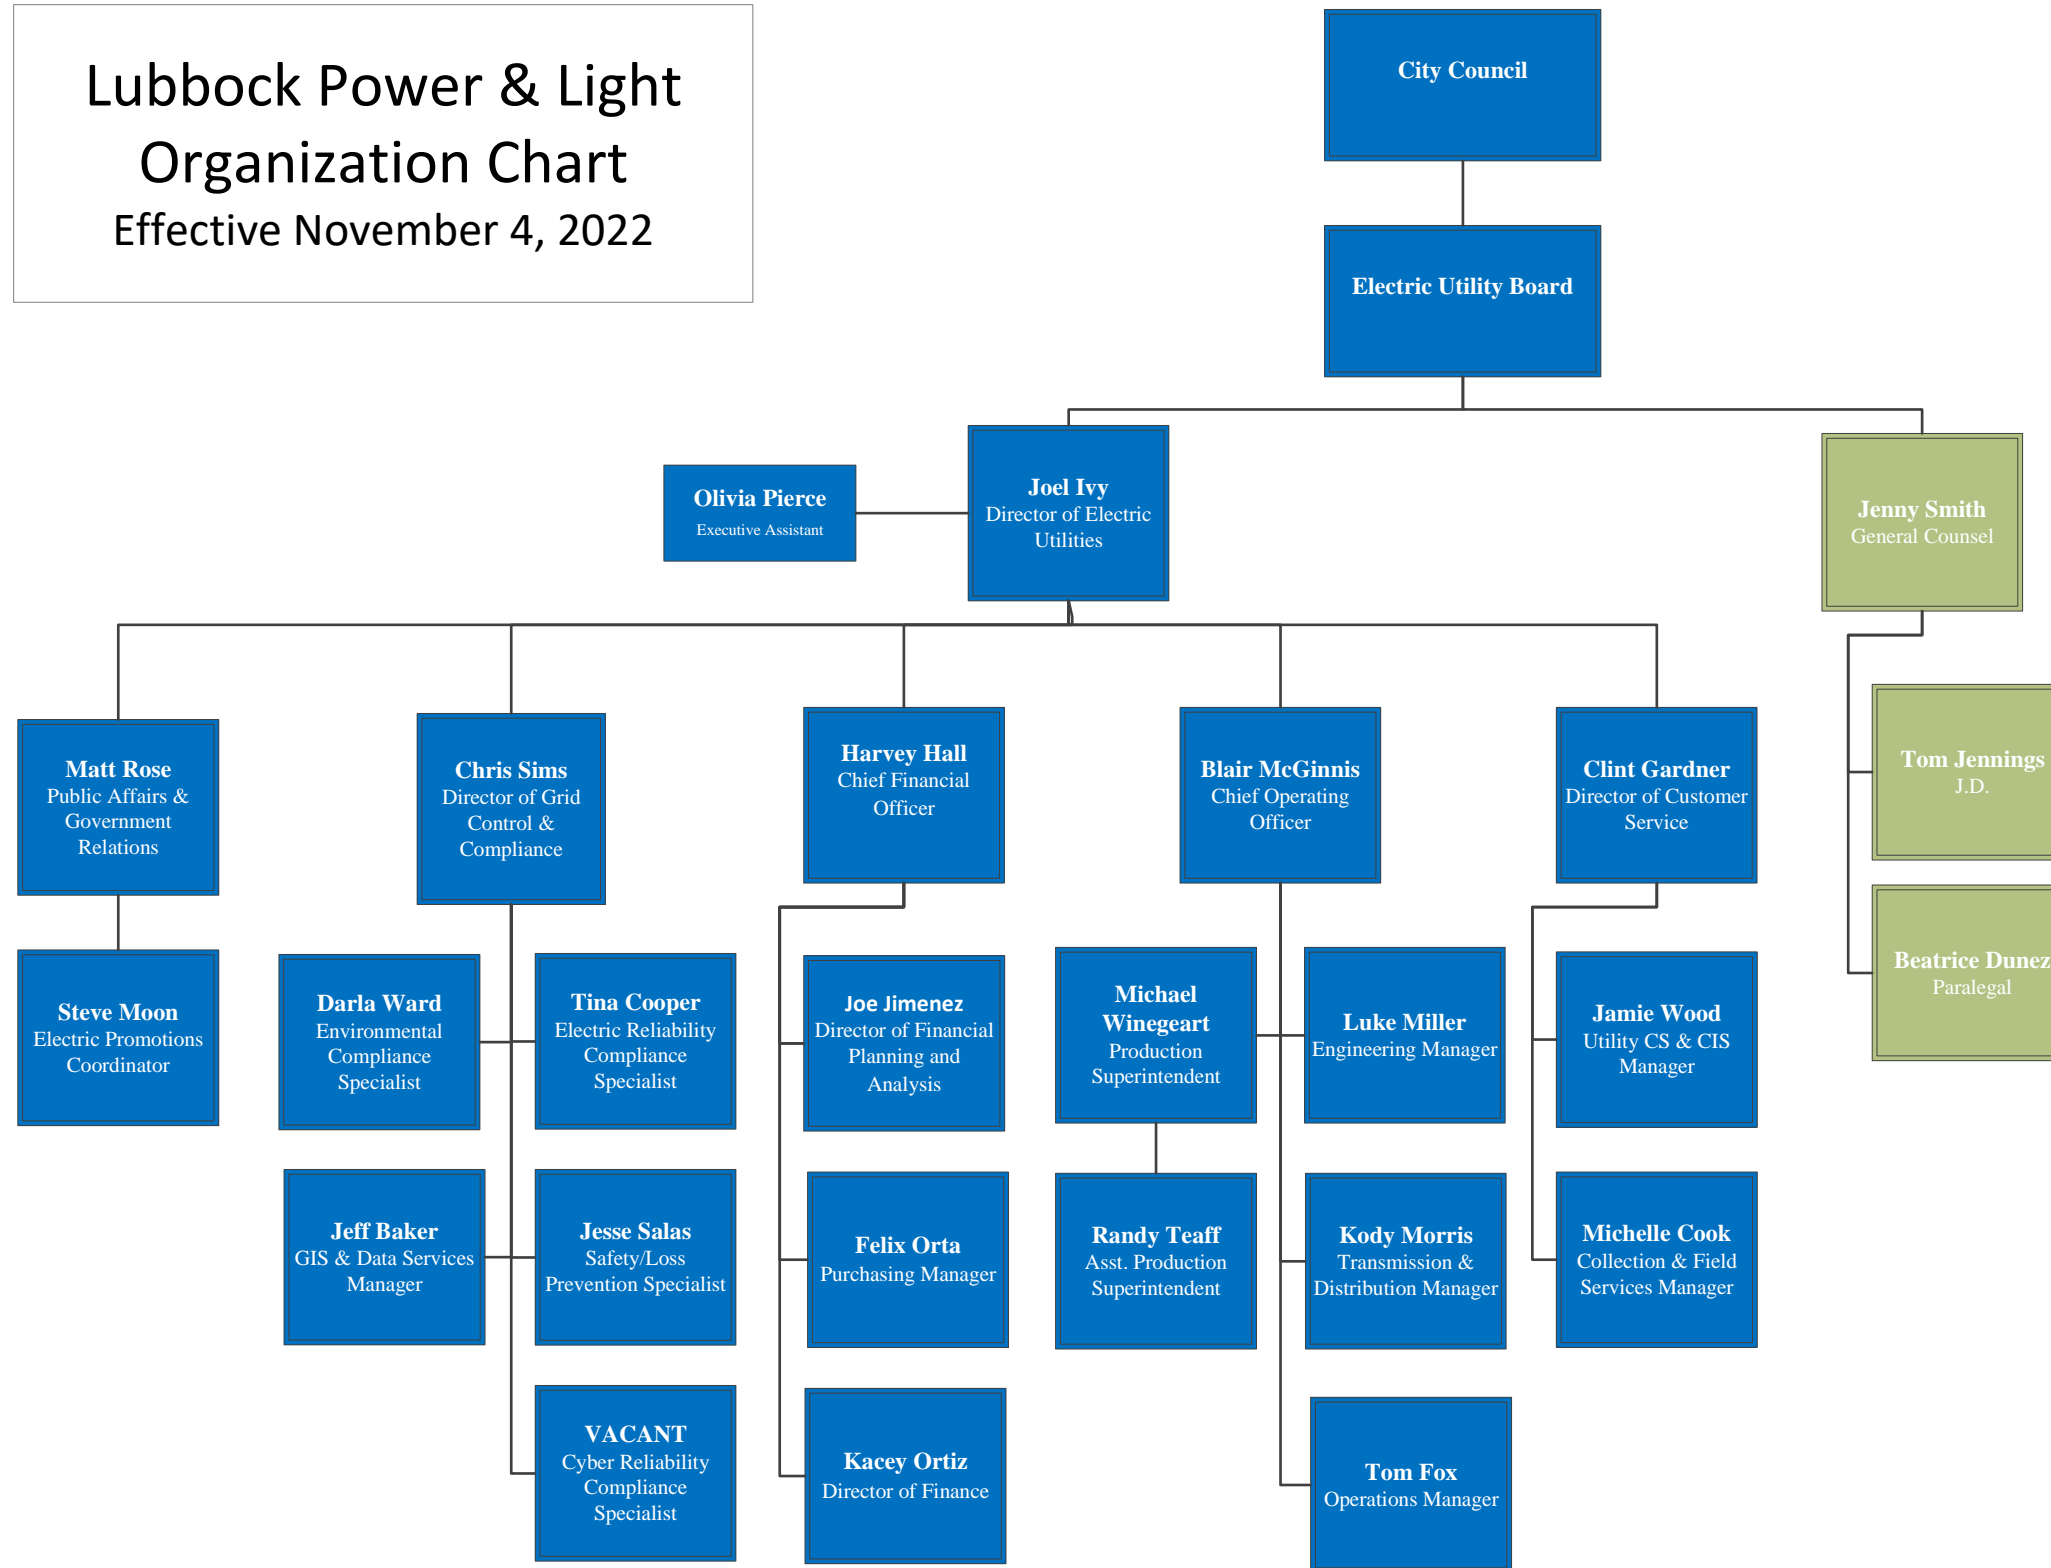 Lubbock Power & Light
Organization Chart
Effective November 4, 2022
City Council
Electric Utility Board
Olivia Pierce
Executive Assistant
Joel Ivy
Director of Electric
Utilities
Jenny Smith
General Counsel
Tom Jennings
J.D.
Beatrice Dunez
Paralegal
Matt Rose
Public Affairs &
Government
Relations
Steve Moon
Electric Promotions
Coordinator
Chris Sims
Director of Grid
Control &
Compliance
Darla Ward
Environmental
Compliance
Specialist
Tina Cooper
Electric Reliability
Compliance
Specialist
Jeff Baker
GIS & Data Services
Manager
Jesse Salas
Safety/Loss
Prevention Specialist
VACANT
Cyber Reliability
Compliance
Specialist
Harvey Hall
Chief Financial
Officer
Joe Jimenez
Director of Financial
Planning and
Analysis
Felix Orta
Purchasing Manager
Kacey Ortiz
Director of Finance
Blair McGinnis
Chief Operating
Officer
Michael
Winegeart
Production
Superintendent
Luke Miller
Engineering Manager
Randy Teaff
Asst. Production
Superintendent
Kody Morris
Transmission &
Distribution Manager
Tom Fox
Operations Manager
Clint Gardner
Director of Customer
Service
Jamie Wood
Utility CS & CIS
Manager
Michelle Cook
Collection & Field
Services Manager